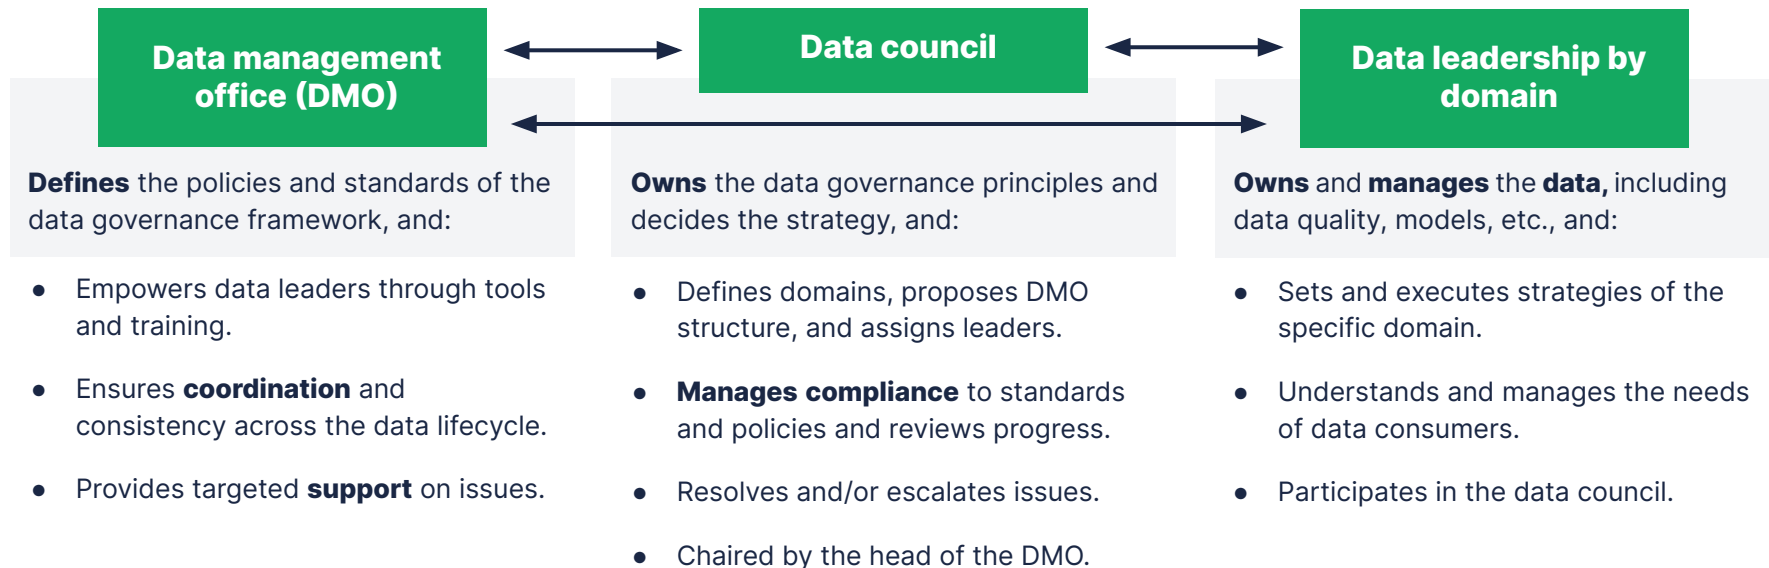 Data management
office (DMO)
Defines the policies and standards of the
data governance framework, and:
● Empowers data leaders through tools
and training.
● Ensures coordination and
consistency across the data lifecycle.
● Provides targeted support on issues.
Data council
Owns the data governance principles and
decides the strategy, and:
● Defines domains, proposes DMO
structure, and assigns leaders.
● Manages compliance to standards
and policies and reviews progress.
● Resolves and/or escalates issues.
● Chaired by the head of the DMO.
Data leadership by
domain
Owns and manages the data, including
data quality, models, etc., and:
● Sets and executes strategies of the
specific domain.
● Understands and manages the needs
of data consumers.
● Participates in the data council.